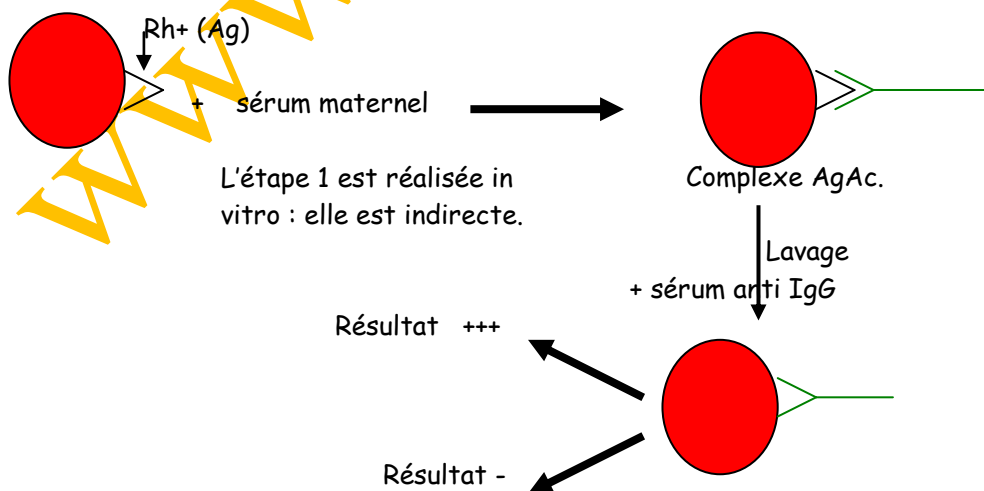 Rh+ (Ag)
+ sérum maternel
L'étape 1 est réalisée in
vitro : elle est indirecte.
Complexe AgAc.
Lavage
+ sérum anti IgG
Résultat +++
Résultat -
WWW